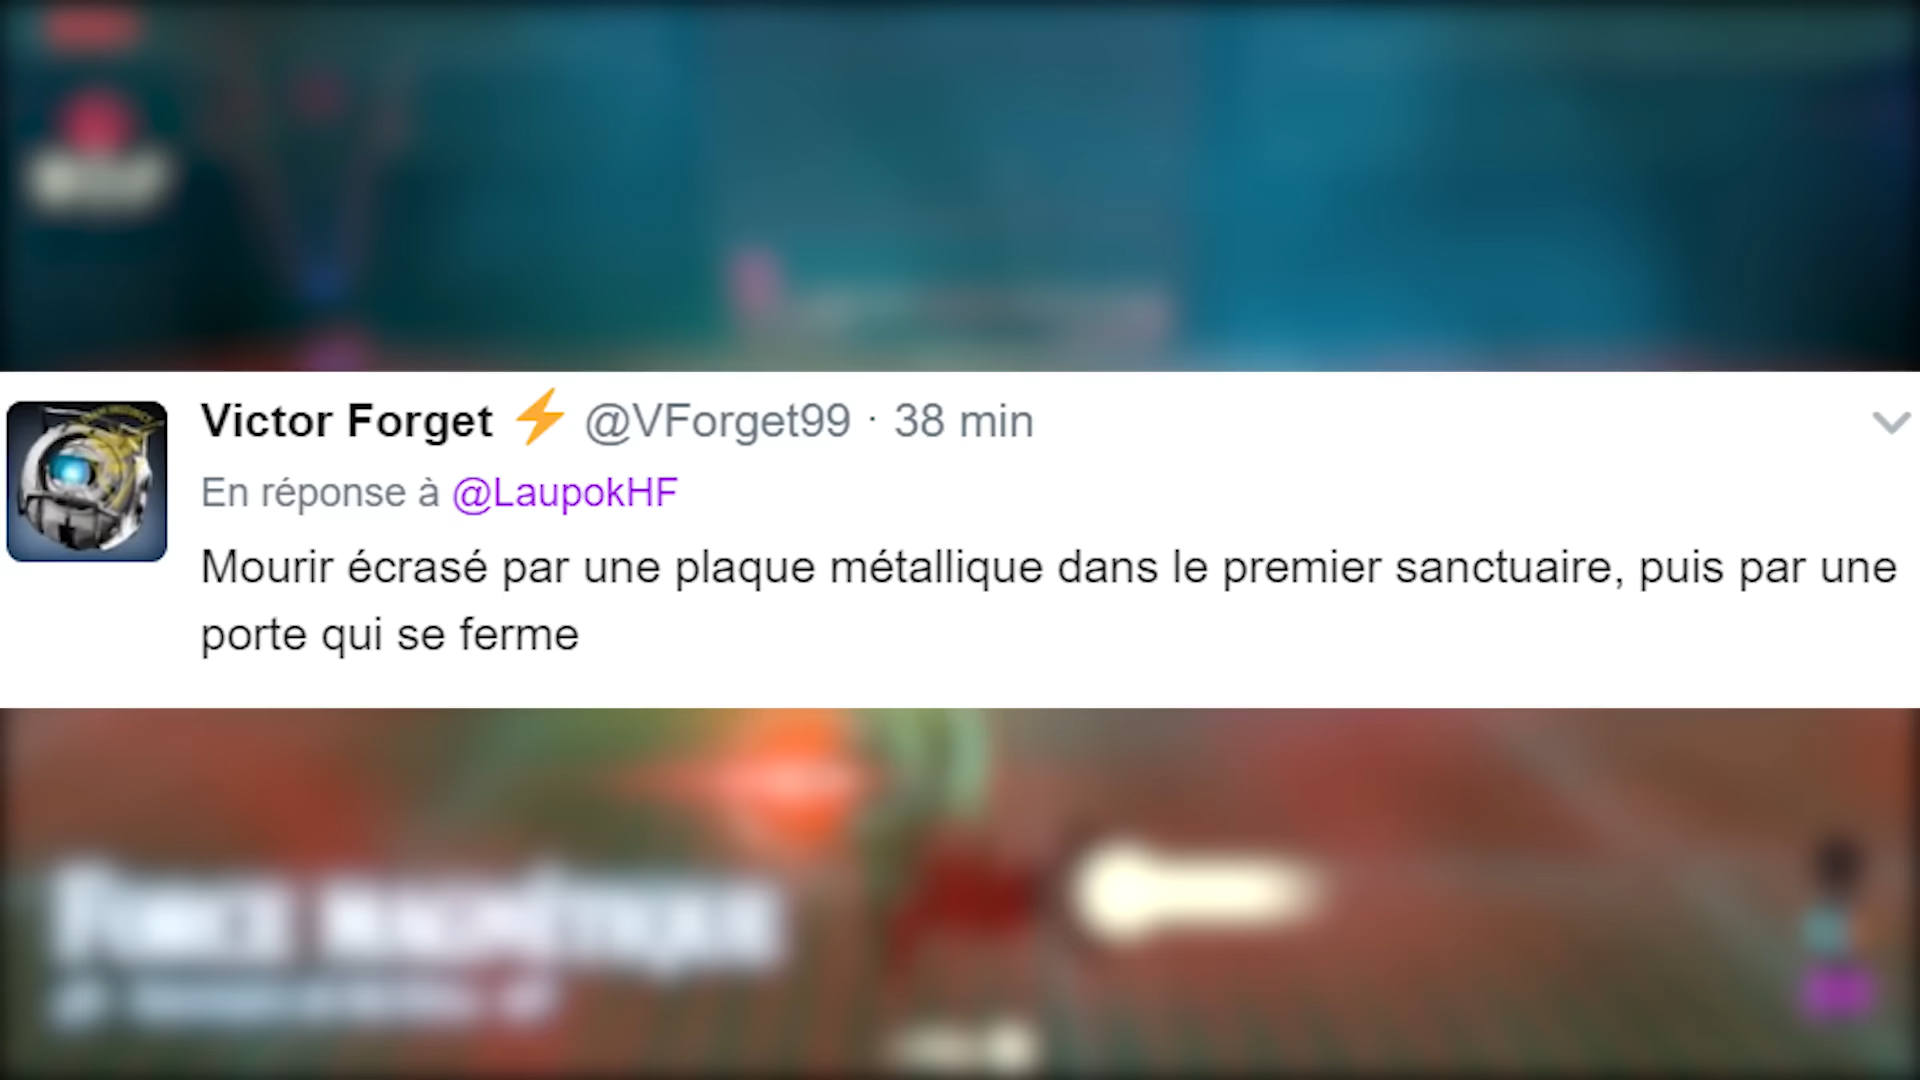 Victor Forget ⚡ @VForget99 · 38 min
En réponse à @LaupokHF
Mourir écrasé par une plaque métallique dans le premier sanctuaire, puis par une
porte qui se ferme